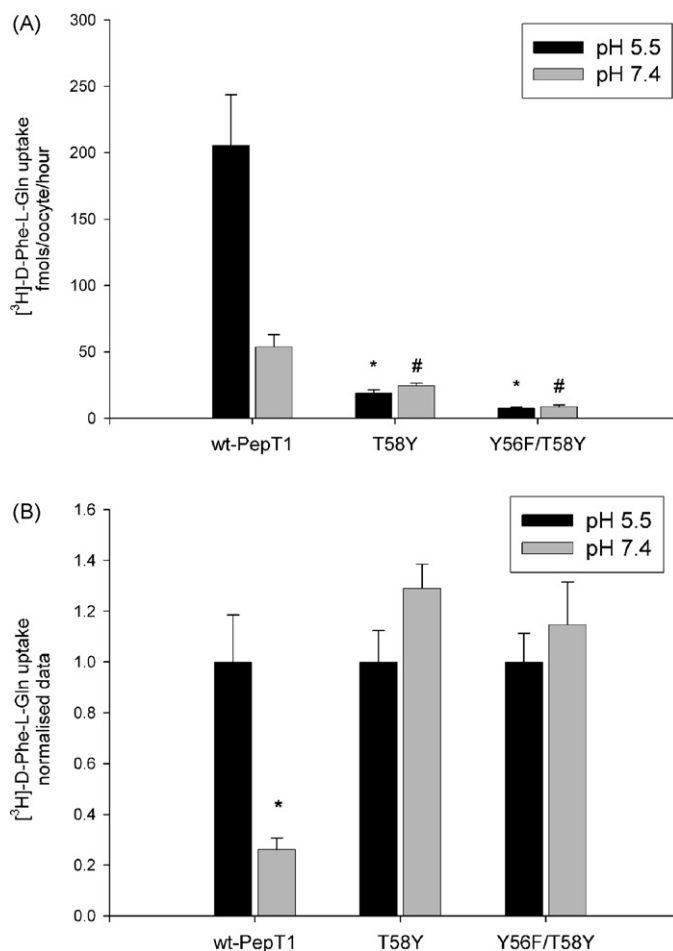 (A)
300
250
200
150
100
50
0
[³H]-D-Phe-L-Gln uptake
fmols/oocyte/hour
pH 5.5
pH 7.4
* #
* #
wt-PepT1 T58Y Y56F/T58Y
(B)
1.6
1.4
1.2
1.0
0.8
0.6
0.4
0.2
0.0
[³H]-D-Phe-L-Gln uptake
normalised data
pH 5.5
pH 7.4
*
wt-PepT1 T58Y Y56F/T58Y